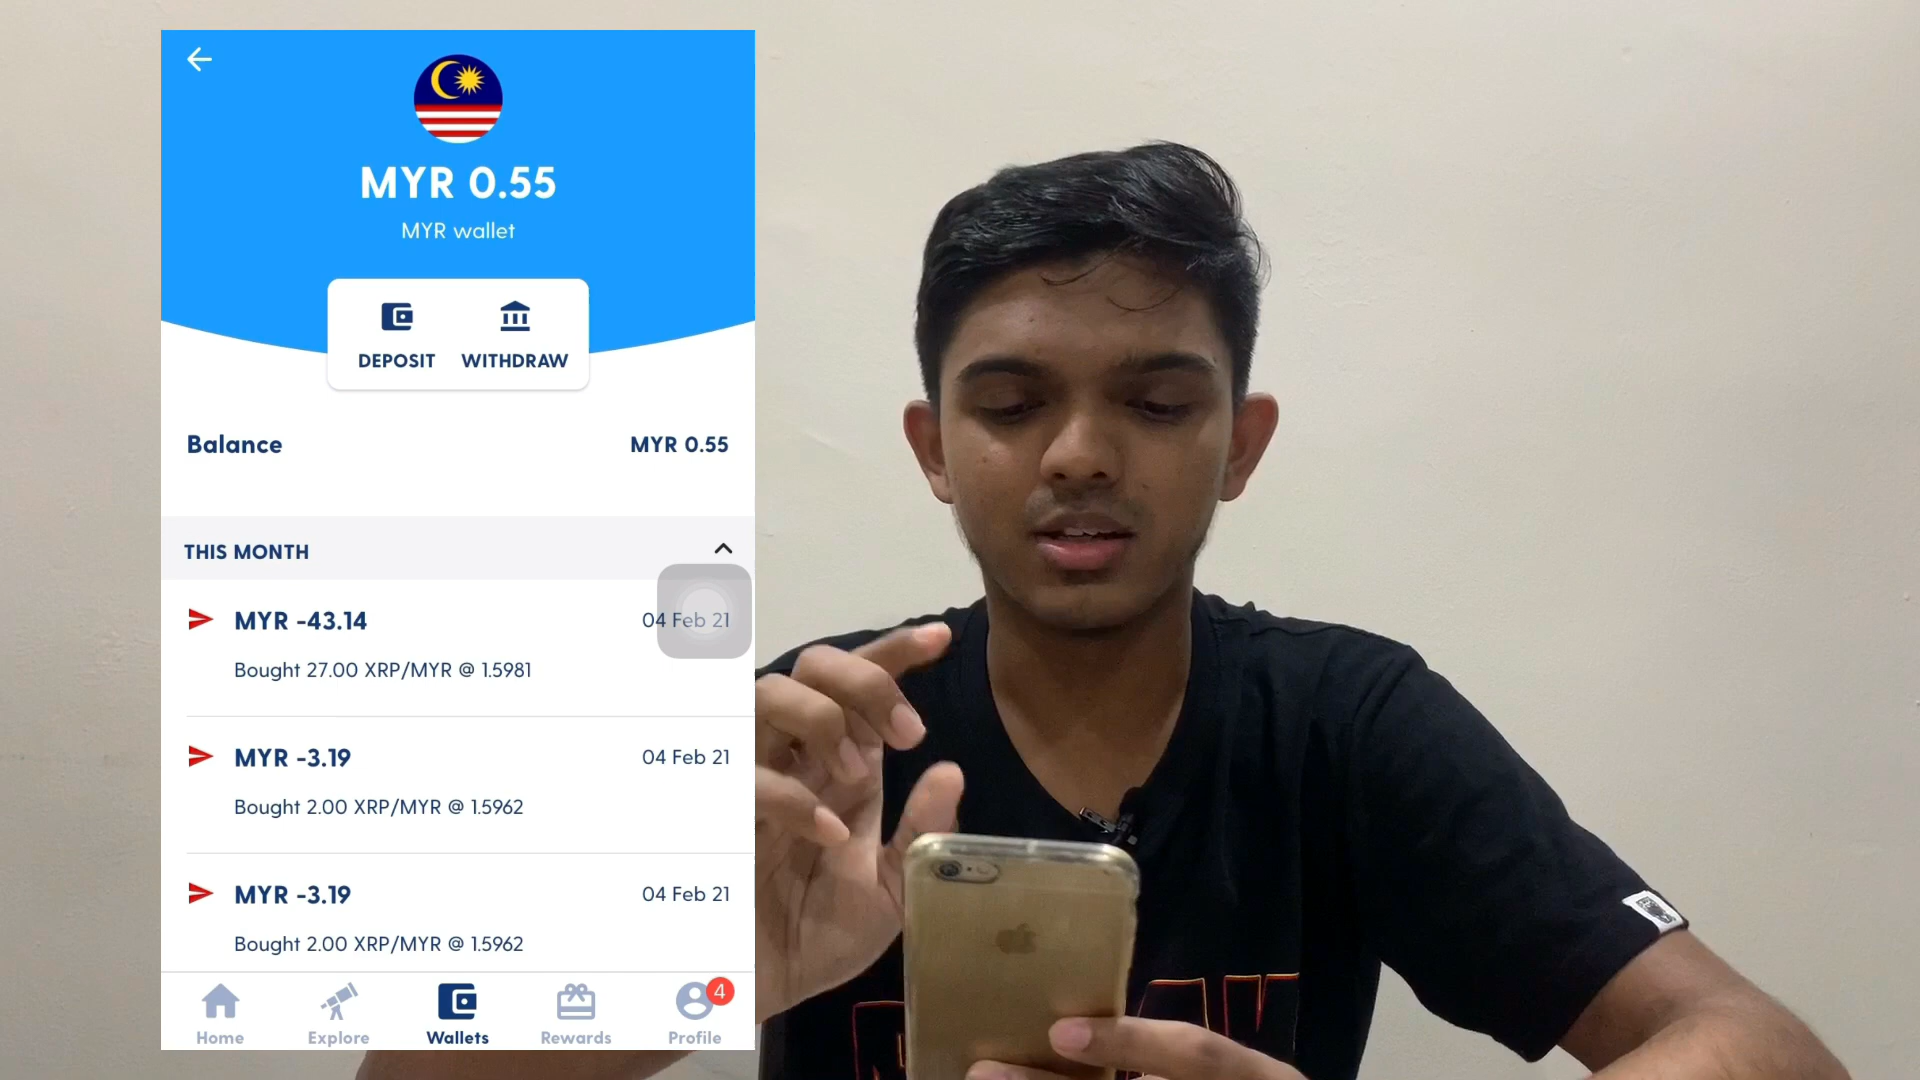 MYR 0.55
MYR wallet
DEPOSIT WITHDRAW
Balance MYR 0.55
THIS MONTH
MYR -43.14 04 Feb 21
Bought 27.00 XRP/MYR @ 1.5981
MYR -3.19 04 Feb 21
Bought 2.00 XRP/MYR @ 1.5962
MYR -3.19 04 Feb 21
Bought 2.00 XRP/MYR @ 1.5962
4
Home Explore Wallets Rewards Profile